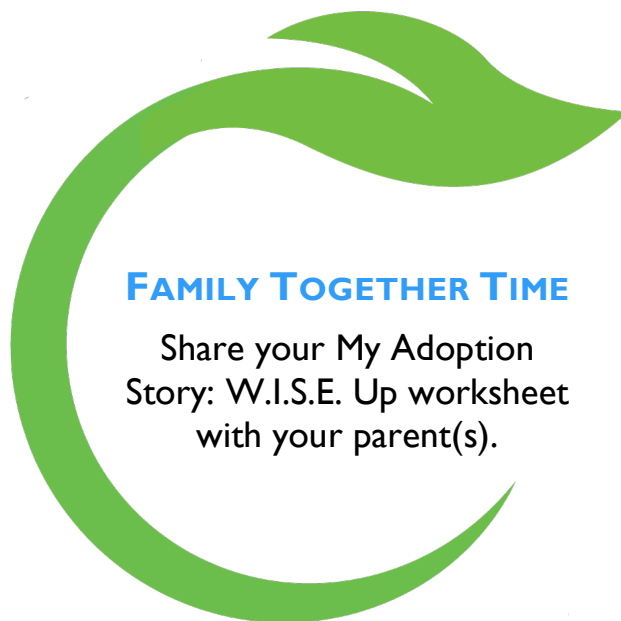 Family Together Time
Share your My Adoption
Story: W.I.S.E. Up worksheet
with your parent(s).